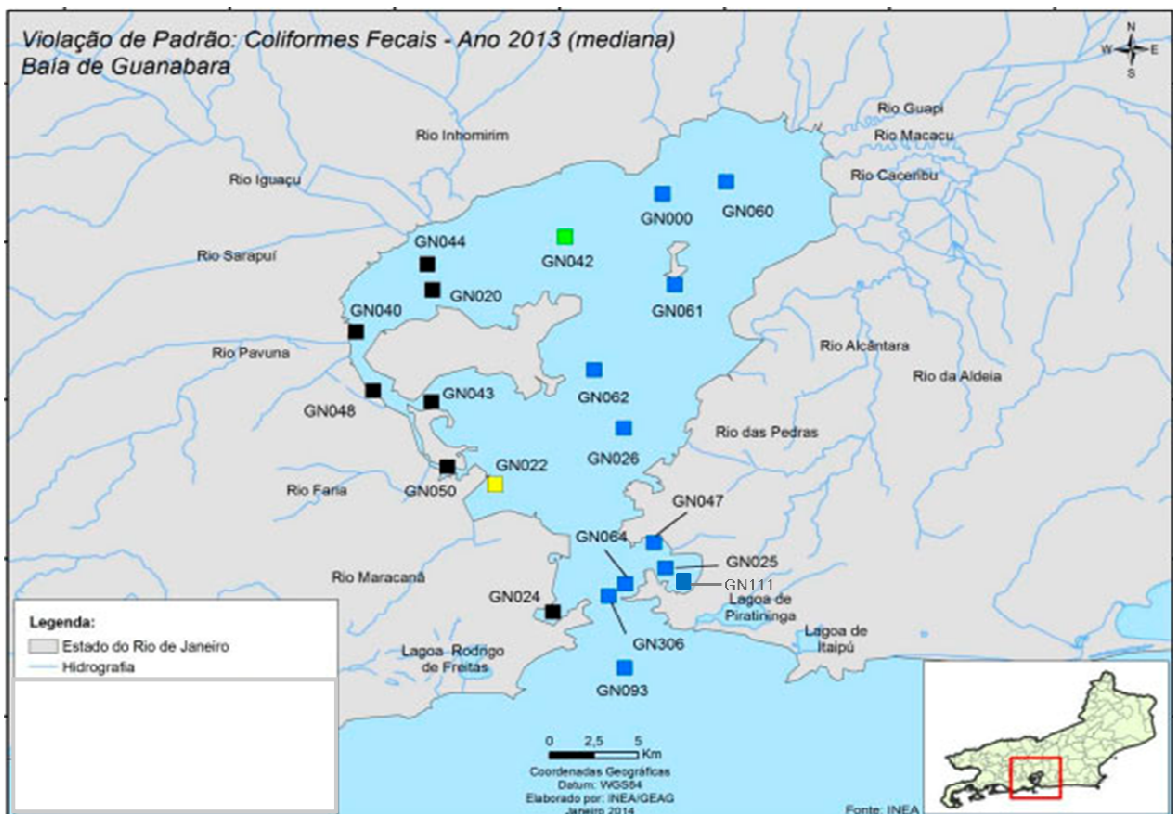 Violação de Padrão: Coliformes Fecais - Ano 2013 (mediana)
Baía de Guanabara
N
W E
S
Rio Guapi
Rio Inhomirim
Rio Macacu
Rio Caceribu
Rio Iguaçu
GN000
GN060
GN044
GN042
Rio Sarapuí
GN020
GN061
GN040
Rio Pavuna
Rio Alcântara
Rio da Aldeia
GN062
GN043
GN048
Rio das Pedras
GN026
GN022
GN050
Rio Faria
GN047
GN064
GN025
Rio Maracanã
GN111
GN024
Lagoa de
Piratininga
Legenda:
Estado do Rio de Janeiro
Hidrografia
Lagoa Rodrigo
de Freitas
GN306
Lagoa de
Itaipú
GN093
0 2,5 5
Km
Coordenadas Geográficas
Datum: WGS84
Elaborado por: INEA/GEAG
Janeiro 2014
Fonte: INEA